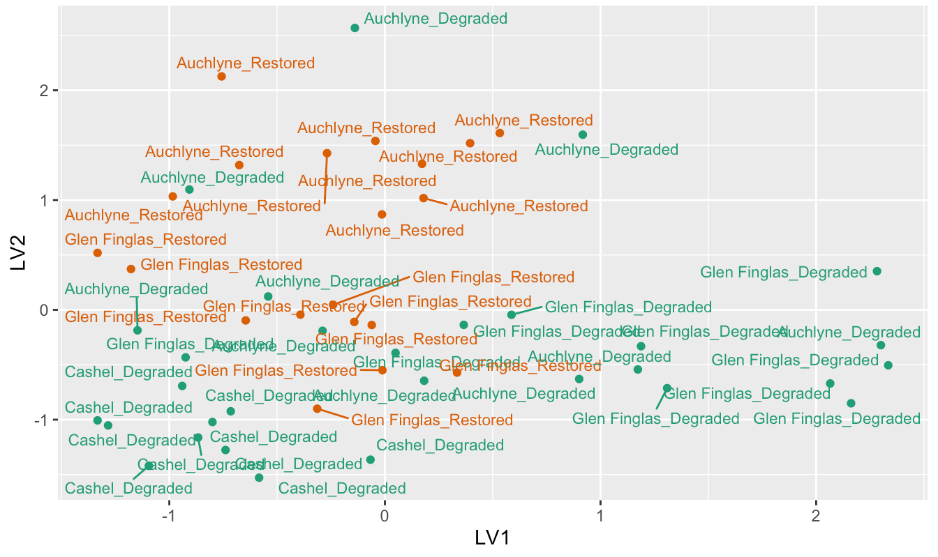 Auchlyne_Degraded
Auchlyne_Restored
2
Auchlyne_Restored
Auchlyne_Restored
Auchlyne_Degraded
Auchlyne_Restored
Auchlyne_Restored
Auchlyne_Degraded
Auchlyne_Restored
Auchlyne_Restored
Auchlyne_Restored
1
Auchlyne_Restored
Auchlyne_Restored
Glen Finglas_Restored
Glen Finglas_Restored
Glen Finglas_Degraded
Glen Finglas_Restored
Auchlyne_Degraded
Auchlyne_Degraded
Glen Finglas_Restored
Glen Finglas_Restored
Glen Finglas_Degraded
0
Glen Finglas_Restored
Glen Finglas_Degraded
Glen Finglas_Degraded
Auchlyne_Degraded
Glen Finglas_Restored
Glen Finglas_Degraded
Auchlyne_Degraded
Auchlyne_Degraded
Glen Finglas_Degraded
Glen Finglas_Degraded
Glen Finglas_Restored
Cashel_Degraded
Glen Finglas_Restored
Cashel_Degraded
Auchlyne_Degraded
Auchlyne_Degraded
Glen Finglas_Degraded
Cashel_Degraded
-1
Glen Finglas_Restored
Glen Finglas_Degraded
Glen Finglas_Degraded
Cashel_Degraded
Cashel_Degraded
Cashel_Degraded
Cashel_Degraded
Cashel_Degraded
Cashel_Degraded
Cashel_Degraded
-1
0
1
2
LV1
LV2